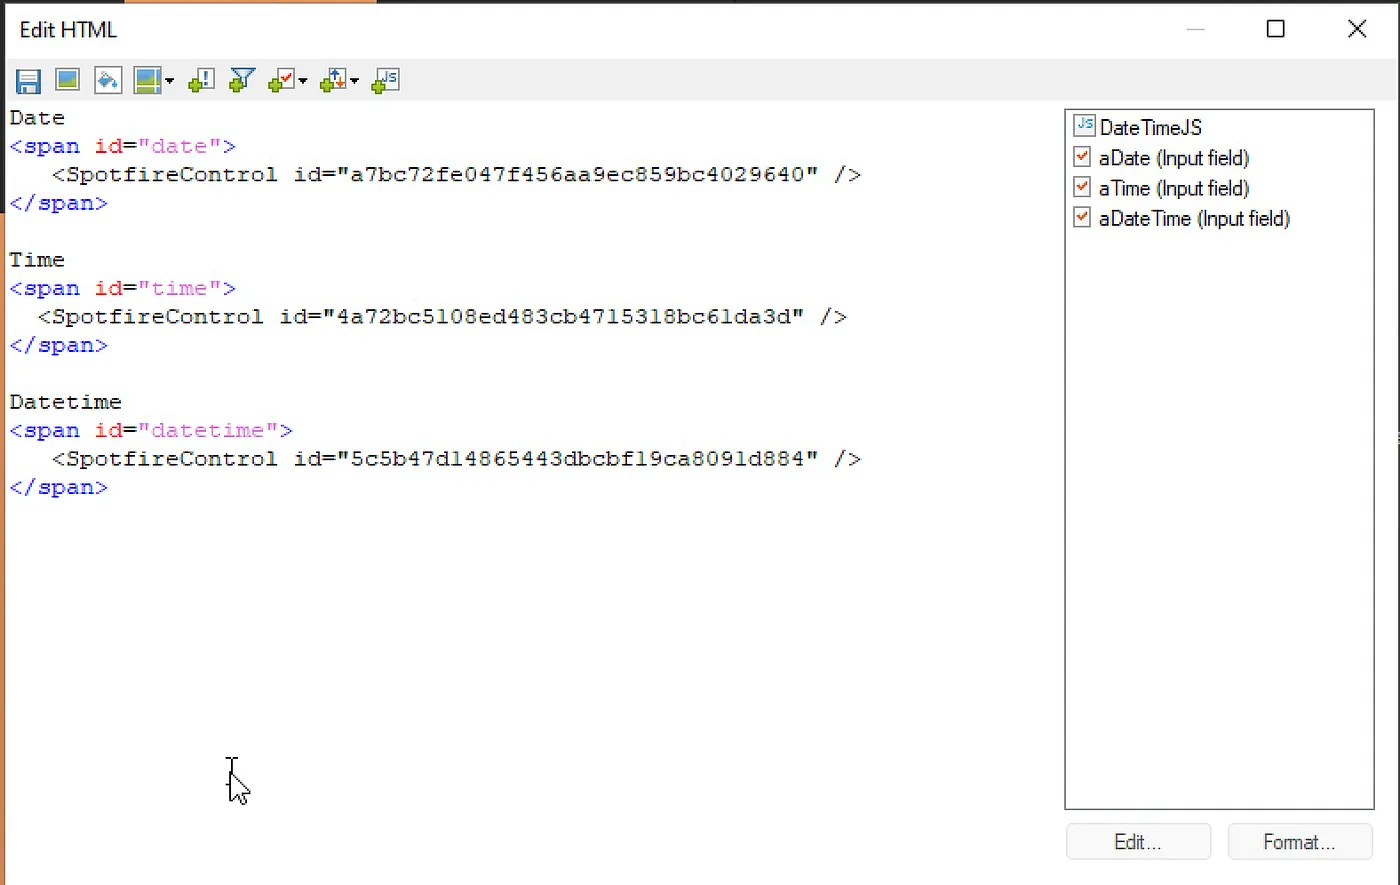 Edit HTML
Date
<span id="date">
<SpotfireControl id="a7bc72fe047f456aa9ec859bc4029640" />
</span>
Time
<span id="time">
<SpotfireControl id="4a72bc5108ed483cb4715318bc61da3d" />
</span>
Datetime
<span id="datetime">
<SpotfireControl id="5c5b47d14865443dbcbf19ca8091d884" />
</span>
JS DateTimeJS
aDate (Input field)
aTime (Input field)
aDateTime (Input field)
Edit...
Format...